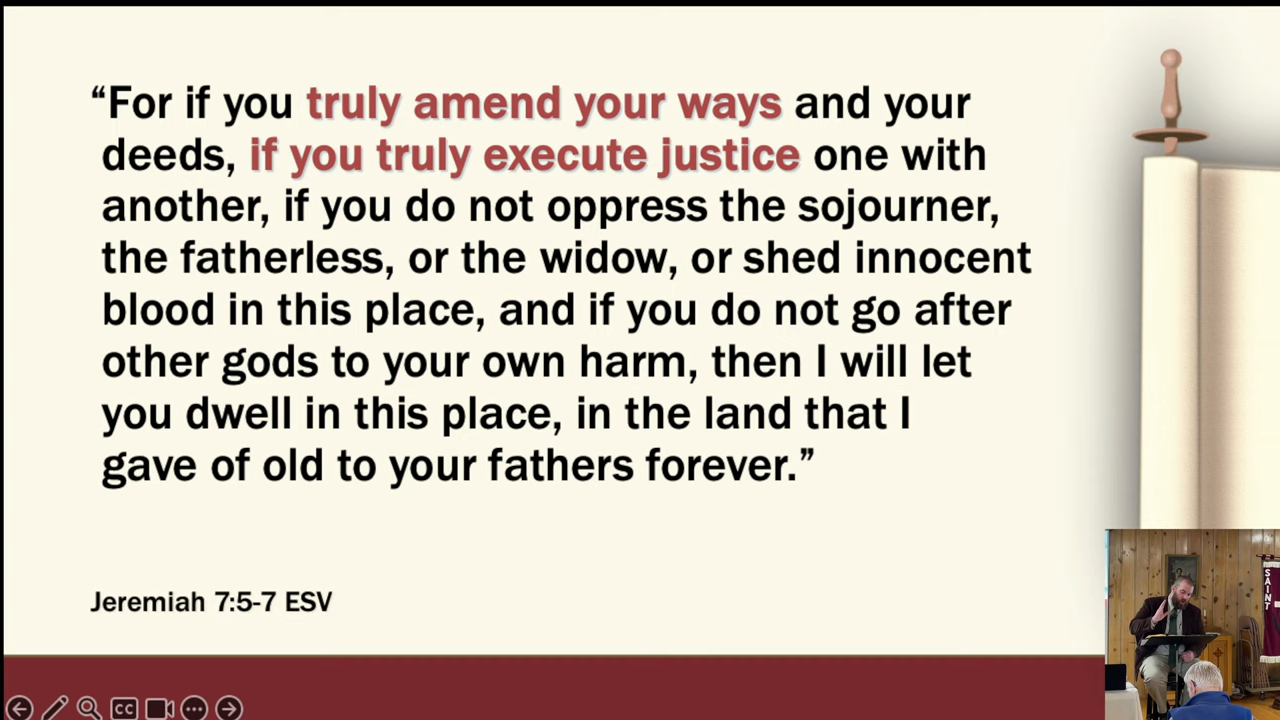 “For if you truly amend your ways and your
deeds, if you truly execute justice one with
another, if you do not oppress the sojourner,
the fatherless, or the widow, or shed innocent
blood in this place, and if you do not go after
other gods to your own harm, then I will let
you dwell in this place, in the land that I
gave of old to your fathers forever.”
Jeremiah 7:5-7 ESV
SAINT
CC